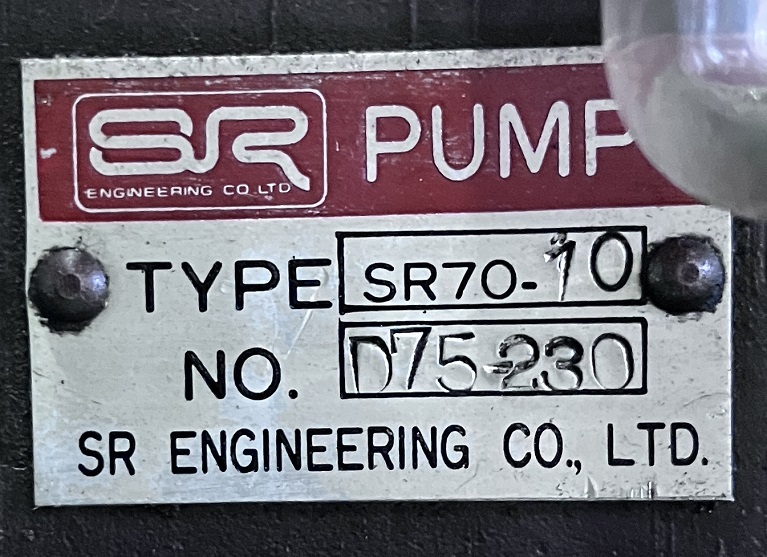 SR PUMP
ENGINEERING CO LTD
TYPE SR70-10
NO. D75-230
SR ENGINEERING CO., LTD.